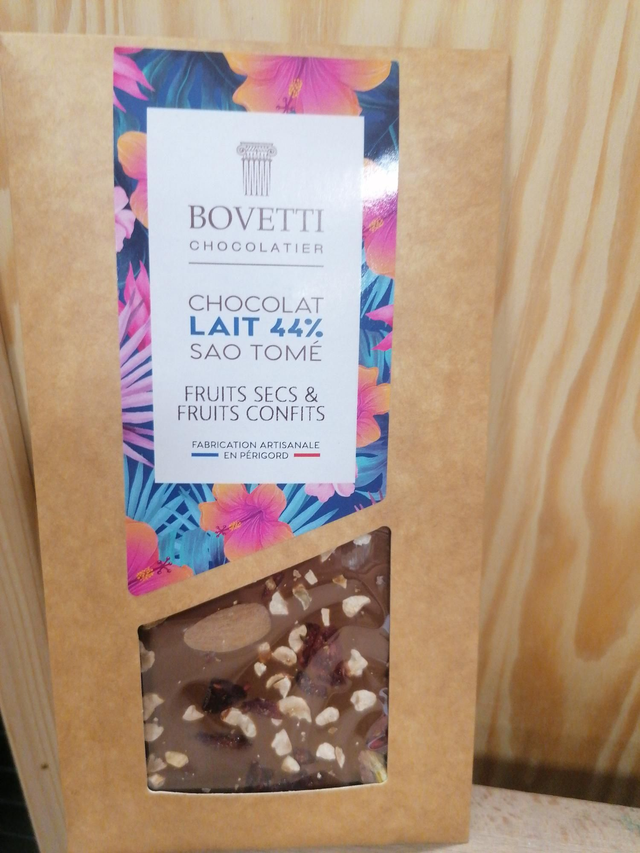 BOVETTI
CHOCOLATIER
CHOCOLAT
LAIT 44%
SAO TOMÉ
FRUITS SECS &
FRUITS CONFITS
FABRICATION ARTISANALE
EN PÉRIGORD